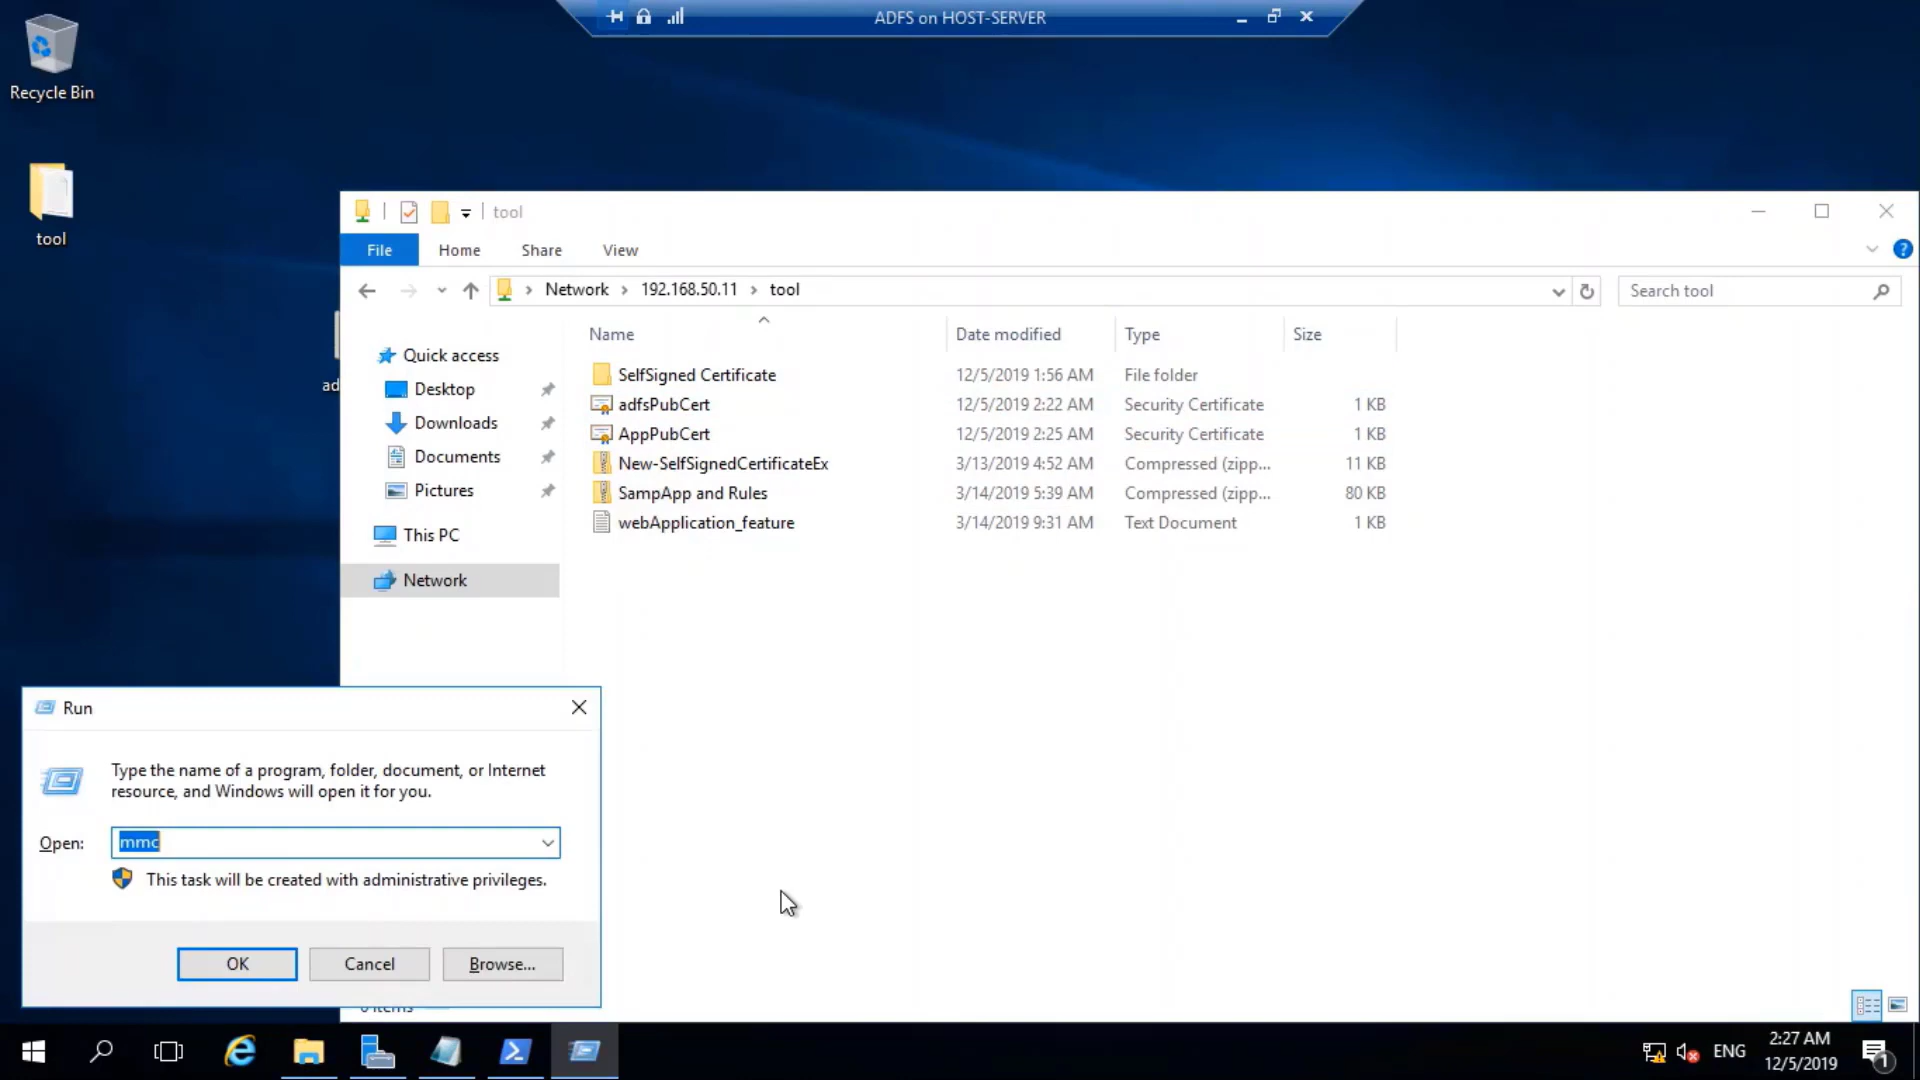 ADFS on HOST-SERVER
Recycle Bin
tool
ad
tool
File Home Share View
Network 192.168.50.11 tool
Search tool
Name Date modified Type Size
Quick access
Desktop
Downloads
Documents
Pictures
This PC
Network
SelfSigned Certificate 12/5/2019 1:56 AM File folder
adfsPubCert 12/5/2019 2:22 AM Security Certificate 1 KB
AppPubCert 12/5/2019 2:25 AM Security Certificate 1 KB
New-SelfSignedCertificateEx 3/13/2019 4:52 AM Compressed (zipp... 11 KB
SampApp and Rules 3/14/2019 5:39 AM Compressed (zipp... 80 KB
webApplication_feature 3/14/2019 9:31 AM Text Document 1 KB
Run
Type the name of a program, folder, document, or Internet
resource, and Windows will open it for you.
Open: mmc
This task will be created with administrative privileges.
OK Cancel Browse...
items
ENG
2:27 AM
12/5/2019
1